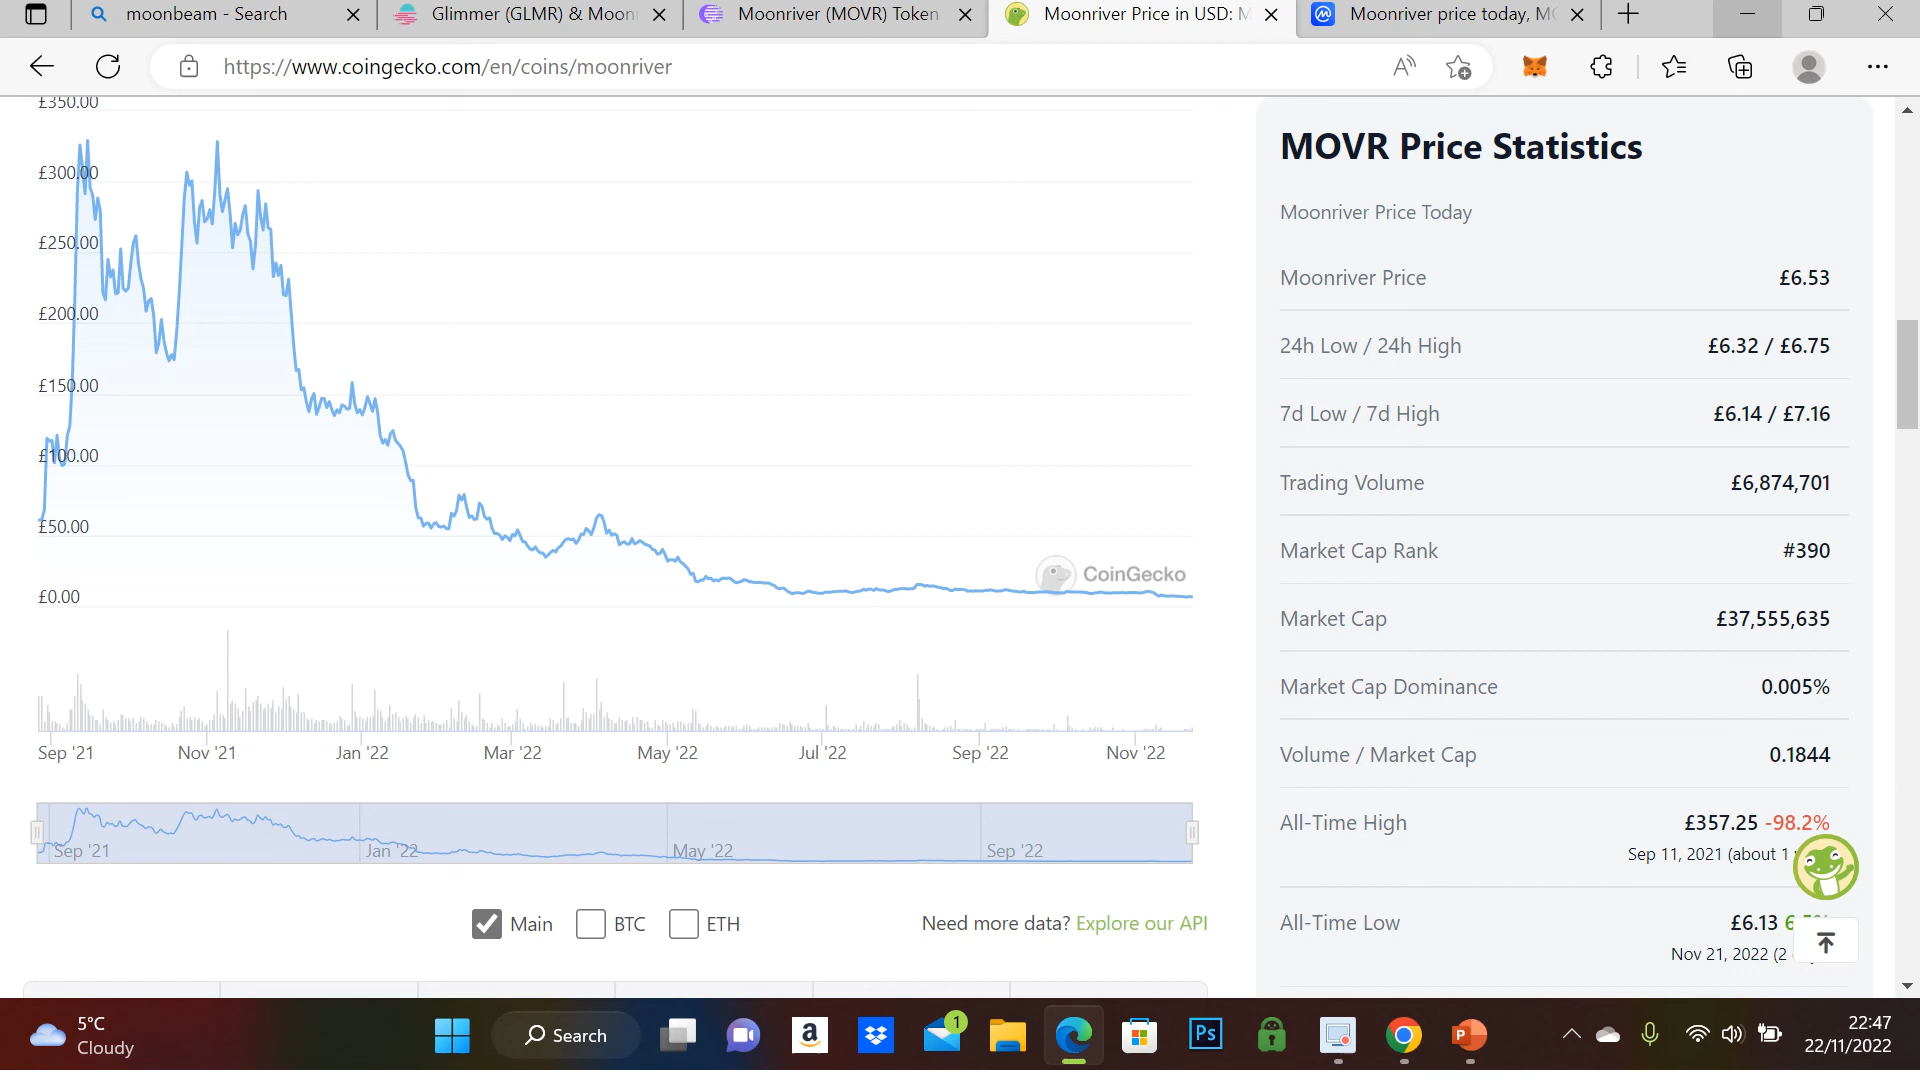 moonbeam - Search
Glimmer (GLMR) & Moon
Moonriver (MOVR) Token
Moonriver Price in USD: M
Moonriver price today, M
https://www.coingecko.com/en/coins/moonriver
£350.00
£300.00
£250.00
£200.00
£150.00
£100.00
£50.00
£0.00
CoinGecko
Sep '21
Nov '21
Jan '22
Mar '22
May '22
Jul '22
Sep '22
Nov '22
Sep '21
Jan '22
May '22
Sep '22
Main
BTC
ETH
Need more data? Explore our API
MOVR Price Statistics
Moonriver Price Today
Moonriver Price £6.53
24h Low / 24h High £6.32 / £6.75
7d Low / 7d High £6.14 / £7.16
Trading Volume £6,874,701
Market Cap Rank #390
Market Cap £37,555,635
Market Cap Dominance 0.005%
Volume / Market Cap 0.1844
All-Time High £357.25 -98.2%
Sep 11, 2021 (about 1
All-Time Low £6.13
Nov 21, 2022 (2
5°C
Cloudy
Search
a
1
Ps
P
22:47
22/11/2022